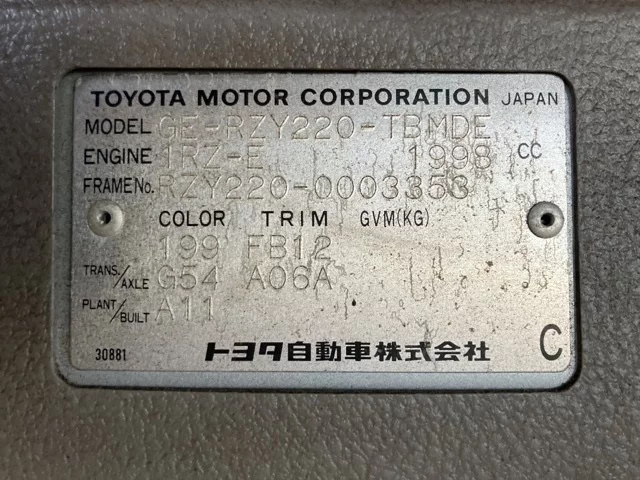 TOYOTA MOTOR CORPORATION JAPAN
MODEL GE-RZY220-TBMDE
ENGINE 1RZ-E 1998 CC
FRAME No. RZY220-0003353
COLOR TRIM GVM(KG)
199 FB12
TRANS./AXLE G54 A06A
PLANT/BUILT A11
30881 トヨタ自動車株式会社 C